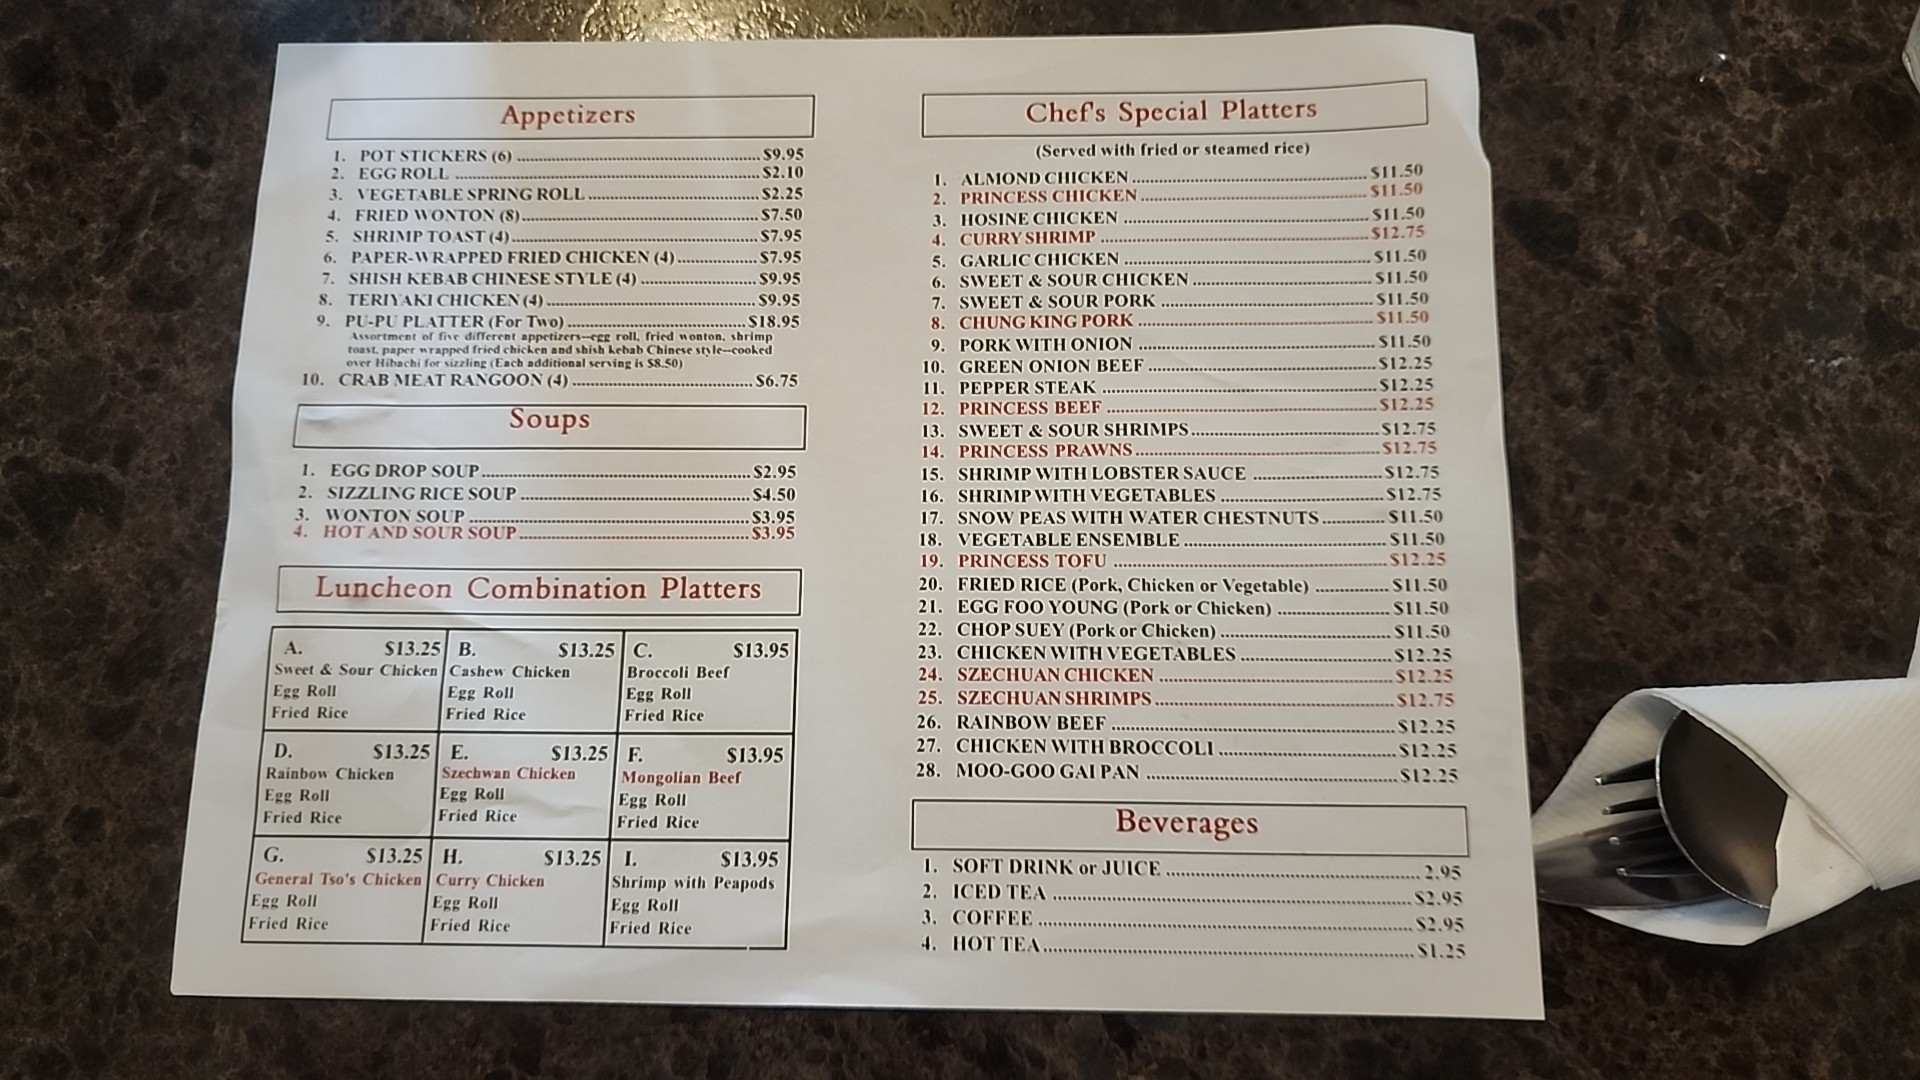 Appetizers
1. POT STICKERS (6) $9.95
2. EGG ROLL $2.10
3. VEGETABLE SPRING ROLL $2.25
4. FRIED WONTON (8) $7.50
5. SHRIMP TOAST (4) $7.95
6. PAPER-WRAPPED FRIED CHICKEN (4) $7.95
7. SHISH KEBAB CHINESE STYLE (4) $9.95
8. TERIYAKI CHICKEN (4) $9.95
9. PU-PU PLATTER (For Two) $18.95
Assortment of five different appetizers--egg roll, fried wonton, shrimp
toast, paper wrapped fried chicken and shish kebab Chinese style--cooked
over Hibachi for sizzling (Each additional serving is $8.50)
10. CRAB MEAT RANGOON (4) $6.75
Soups
1. EGG DROP SOUP $2.95
2. SIZZLING RICE SOUP $4.50
3. WONTON SOUP $3.95
4. HOT AND SOUR SOUP $3.95
Luncheon Combination Platters
A. $13.25
Sweet & Sour Chicken
Egg Roll
Fried Rice
B. $13.25
Cashew Chicken
Egg Roll
Fried Rice
C. $13.95
Broccoli Beef
Egg Roll
Fried Rice
D. $13.25
Rainbow Chicken
Egg Roll
Fried Rice
E. $13.25
Szechwan Chicken
Egg Roll
Fried Rice
F. $13.95
Mongolian Beef
Egg Roll
Fried Rice
G. $13.25
General Tso's Chicken
Egg Roll
Fried Rice
H. $13.25
Curry Chicken
Egg Roll
Fried Rice
I. $13.95
Shrimp with Peapods
Egg Roll
Fried Rice
Chef's Special Platters
(Served with fried or steamed rice)
1. ALMOND CHICKEN $11.50
2. PRINCESS CHICKEN $11.50
3. HOSINE CHICKEN $11.50
4. CURRY SHRIMP $12.75
5. GARLIC CHICKEN $11.50
6. SWEET & SOUR CHICKEN $11.50
7. SWEET & SOUR PORK $11.50
8. CHUNG KING PORK $11.50
9. PORK WITH ONION $11.50
10. GREEN ONION BEEF $12.25
11. PEPPER STEAK $12.25
12. PRINCESS BEEF $12.25
13. SWEET & SOUR SHRIMPS $12.75
14. PRINCESS PRAWNS $12.75
15. SHRIMP WITH LOBSTER SAUCE $12.75
16. SHRIMP WITH VEGETABLES $12.75
17. SNOW PEAS WITH WATER CHESTNUTS $11.50
18. VEGETABLE ENSEMBLE $11.50
19. PRINCESS TOFU $12.25
20. FRIED RICE (Pork, Chicken or Vegetable) $11.50
21. EGG FOO YOUNG (Pork or Chicken) $11.50
22. CHOP SUEY (Pork or Chicken) $11.50
23. CHICKEN WITH VEGETABLES $12.25
24. SZECHUAN CHICKEN $12.25
25. SZECHUAN SHRIMPS $12.75
26. RAINBOW BEEF $12.25
27. CHICKEN WITH BROCCOLI $12.25
28. MOO-GOO GAI PAN $12.25
Beverages
1. SOFT DRINK or JUICE 2.95
2. ICED TEA $2.95
3. COFFEE $2.95
4. HOT TEA $1.25